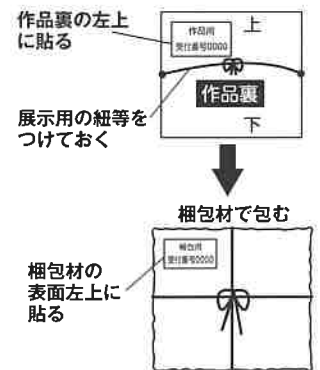 作品裏の左上
に貼る
上
作品用
受付番号0000
作品裏
展示用の紐等を
つけておく
下
梱包材で包む
梱包用
受付番号0000
梱包材の
表面左上に
貼る